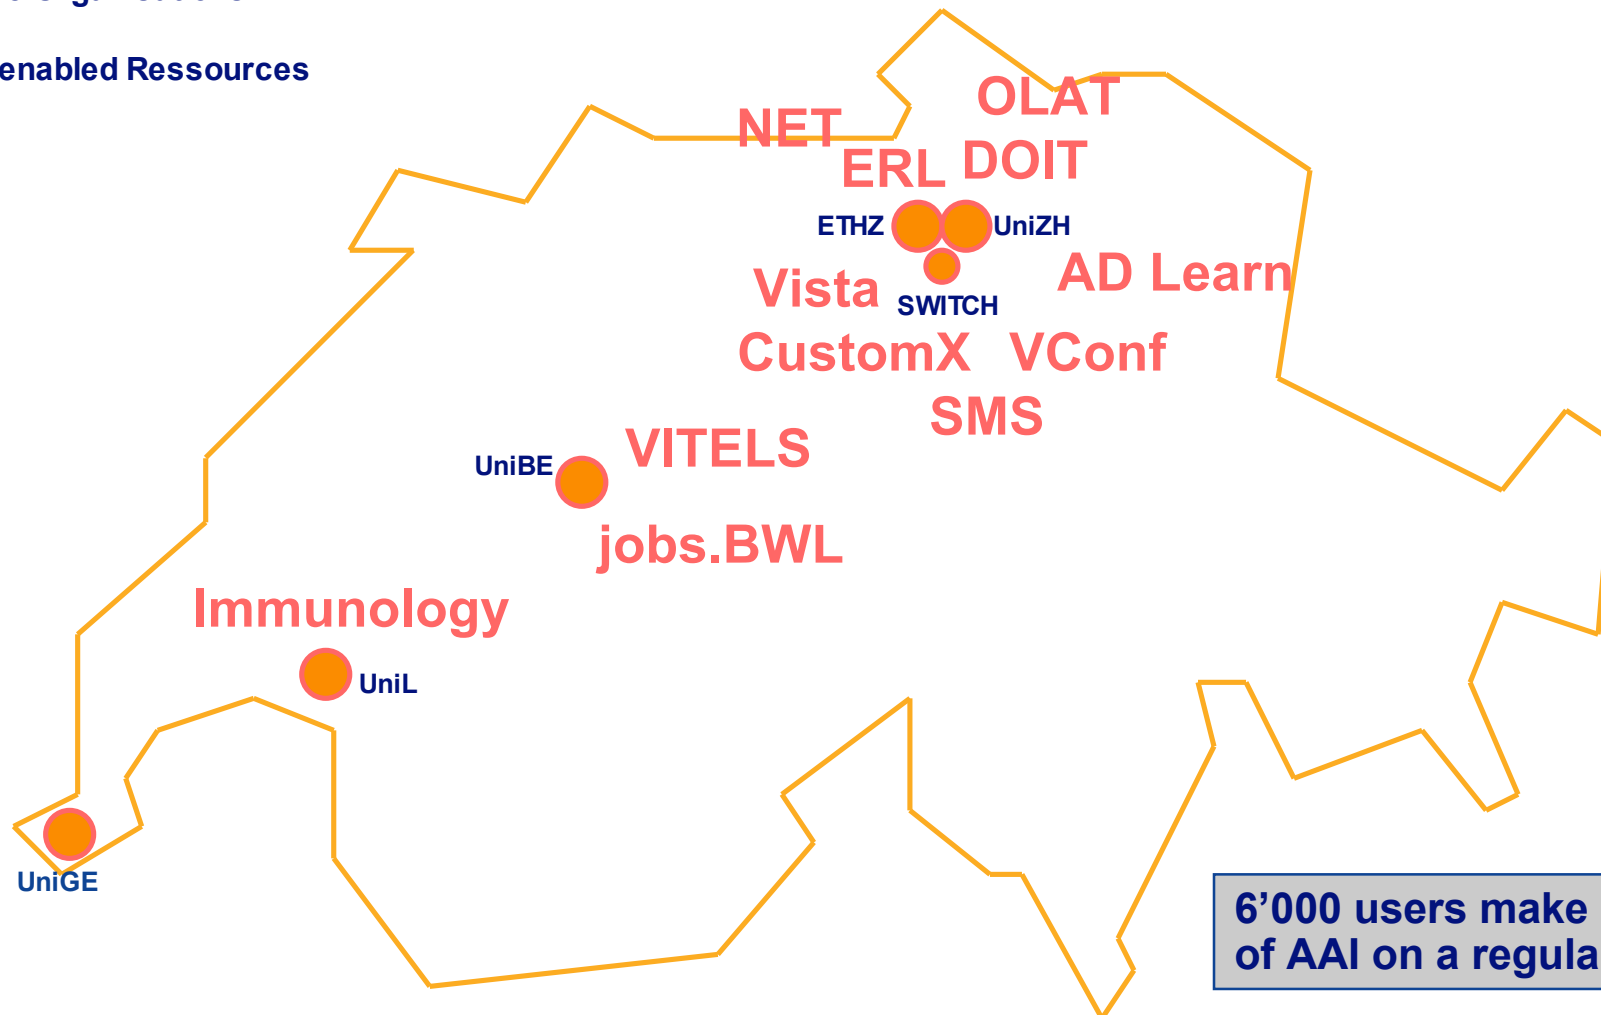 enabled Ressources
OLAT
NET
DOIT
ERL
ETHZ
UniZH
AD Learn
Vista
SWITCH
CustomX
VConf
SMS
VITELS
UniBE
jobs.BWL
Immunology
UniL
UniGE
6’000 users make
of AAI on a regula